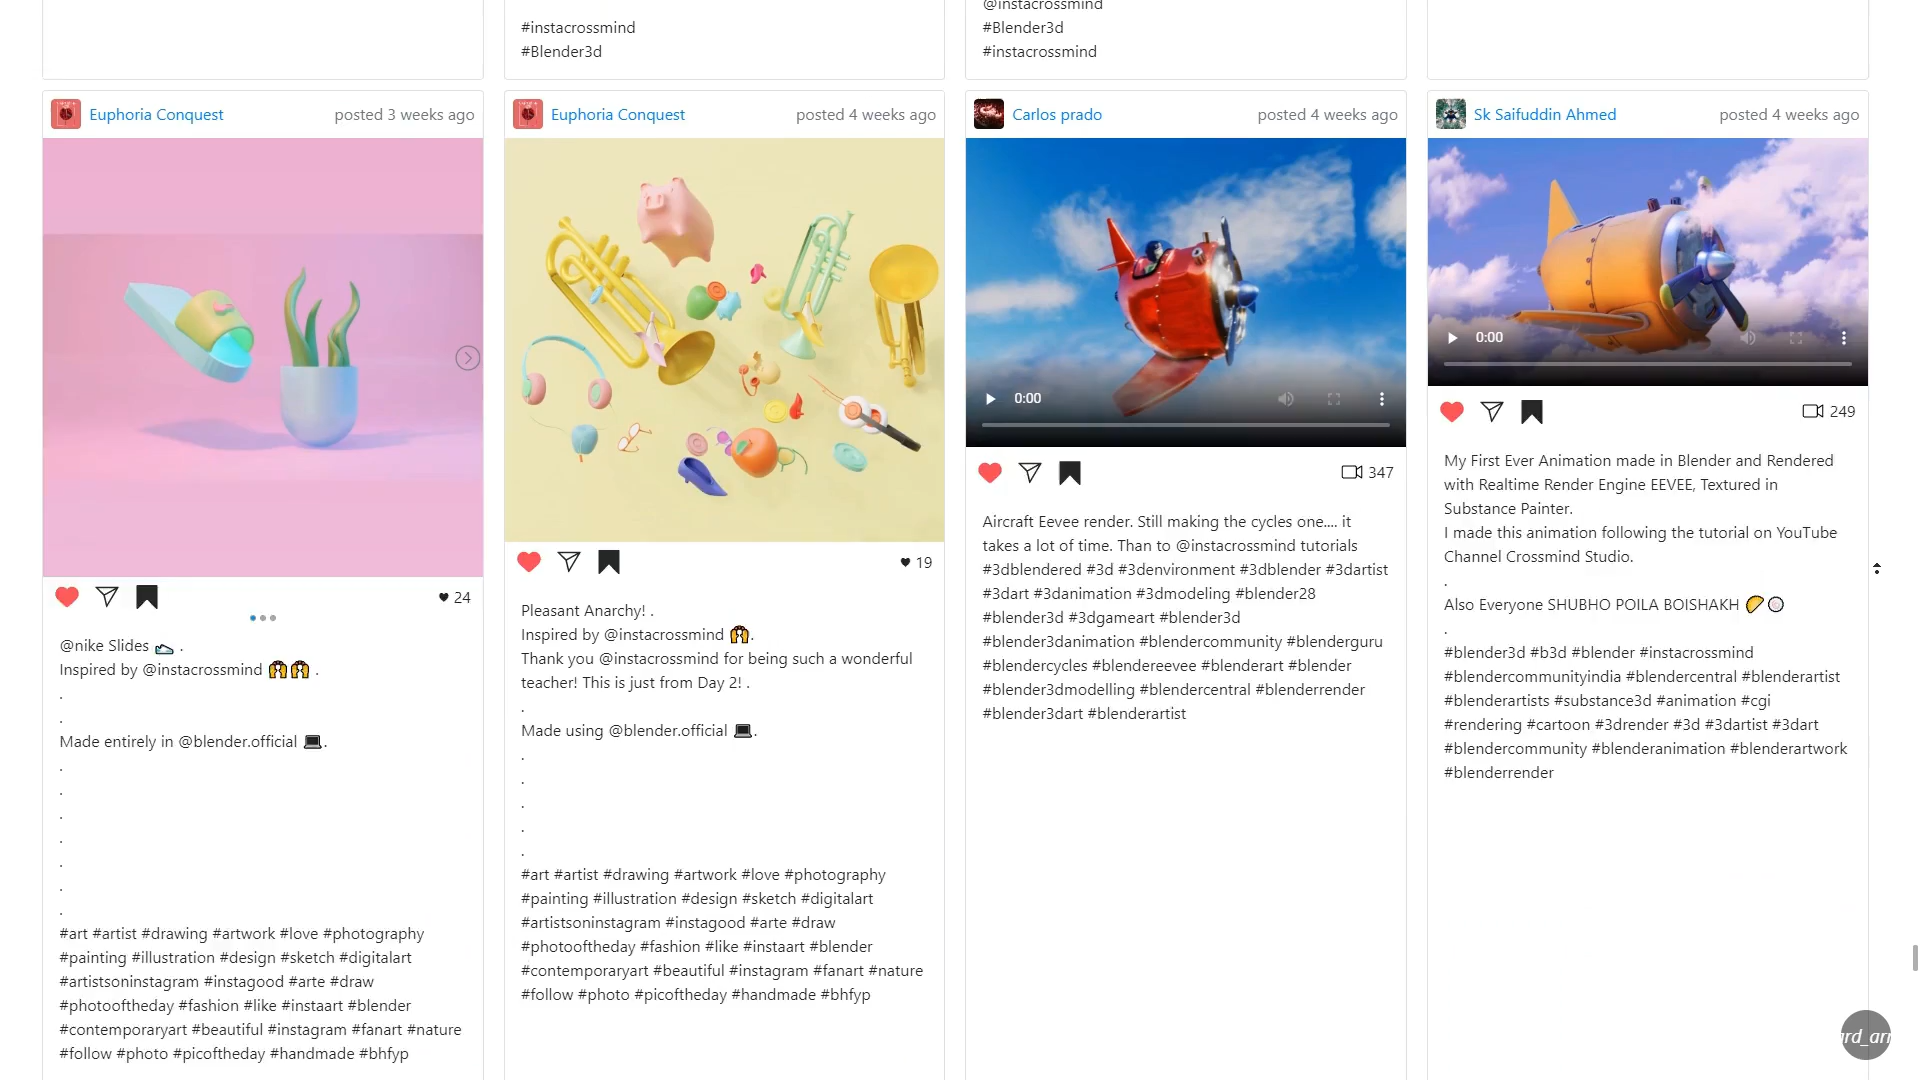 #instacrossmind
#Blender3d
@instacrossmind
#Blender3d
#instacrossmind
Euphoria Conquest posted 3 weeks ago
24
@nike Slides 👟 .
Inspired by @instacrossmind 🙌🙌 .
.
.
Made entirely in @blender.official 💻.
.
.
.
.
.
.
.
#art #artist #drawing #artwork #love #photography
#painting #illustration #design #sketch #digitalart
#artistsoninstagram #instagood #arte #draw
#photooftheday #fashion #like #instaart #blender
#contemporaryart #beautiful #instagram #fanart #nature
#follow #photo #picoftheday #handmade #bhfyp
Euphoria Conquest posted 4 weeks ago
19
Pleasant Anarchy! .
Inspired by @instacrossmind 🙌.
Thank you @instacrossmind for being such a wonderful
teacher! This is just from Day 2! .
.
Made using @blender.official 💻.
.
.
.
.
.
#art #artist #drawing #artwork #love #photography
#painting #illustration #design #sketch #digitalart
#artistsoninstagram #instagood #arte #draw
#photooftheday #fashion #like #instaart #blender
#contemporaryart #beautiful #instagram #fanart #nature
#follow #photo #picoftheday #handmade #bhfyp
Carlos prado posted 4 weeks ago
0:00
347
Aircraft Eevee render. Still making the cycles one.... it
takes a lot of time. Than to @instacrossmind tutorials
#3dblendered #3d #3denvironment #3dblender #3dartist
#3dart #3danimation #3dmodeling #blender28
#blender3d #3dgameart #blender3d
#blender3danimation #blendercommunity #blenderguru
#blendercycles #blendereevee #blenderart #blender
#blender3dmodelling #blendercentral #blenderrender
#blender3dart #blenderartist
Sk Saifuddin Ahmed posted 4 weeks ago
0:00
249
My First Ever Animation made in Blender and Rendered
with Realtime Render Engine EEVEE, Textured in
Substance Painter.
I made this animation following the tutorial on YouTube
Channel Crossmind Studio.
.
Also Everyone SHUBHO POILA BOISHAKH 🌮🍥
.
#blender3d #b3d #blender #instacrossmind
#blendercommunityindia #blendercentral #blenderartist
#blenderartists #substance3d #animation #cgi
#rendering #cartoon #3drender #3d #3dartist #3dart
#blendercommunity #blenderanimation #blenderartwork
#blenderrender